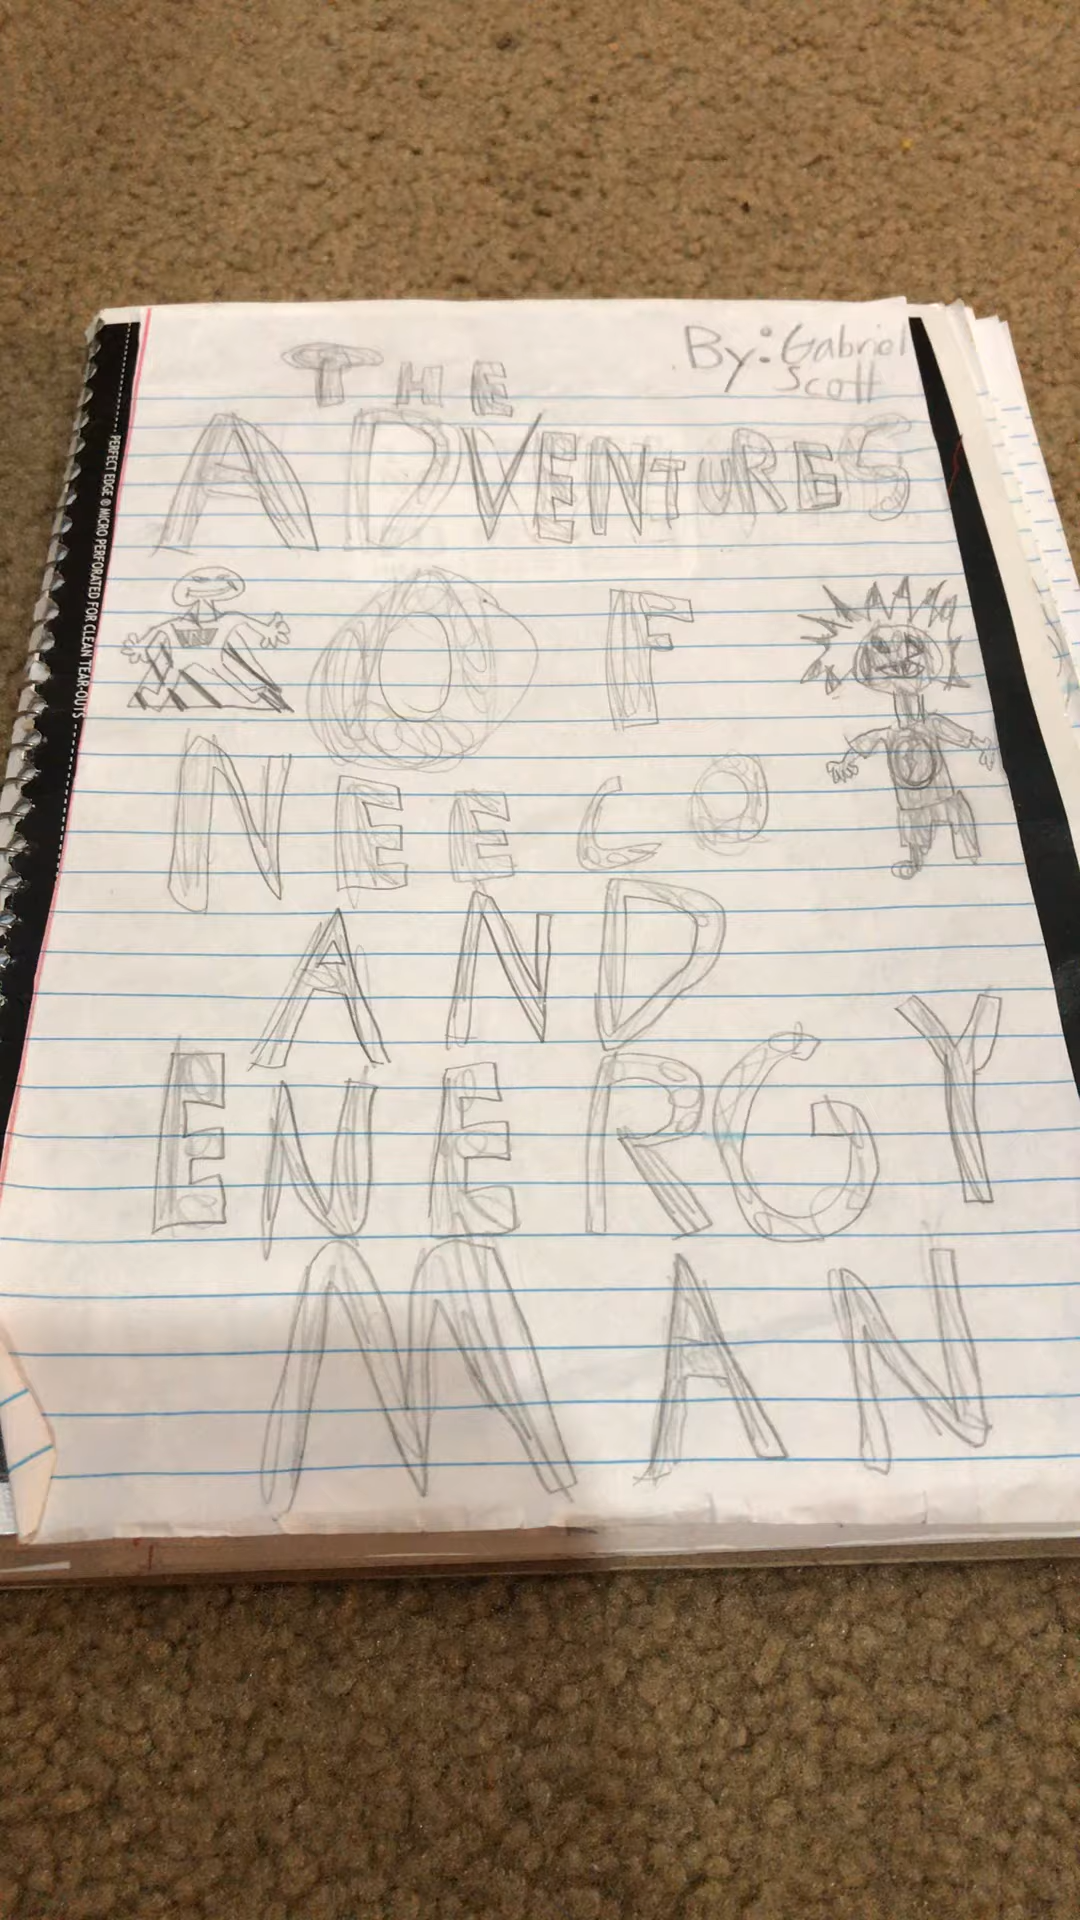 By: Gabriel
Scott
THE
ADVENTURES
OF
NEECO
AND
ENERGY
MAN
PERFECT EDGE ® MICRO PERFORATED FOR CLEAN TEAR-OUTS